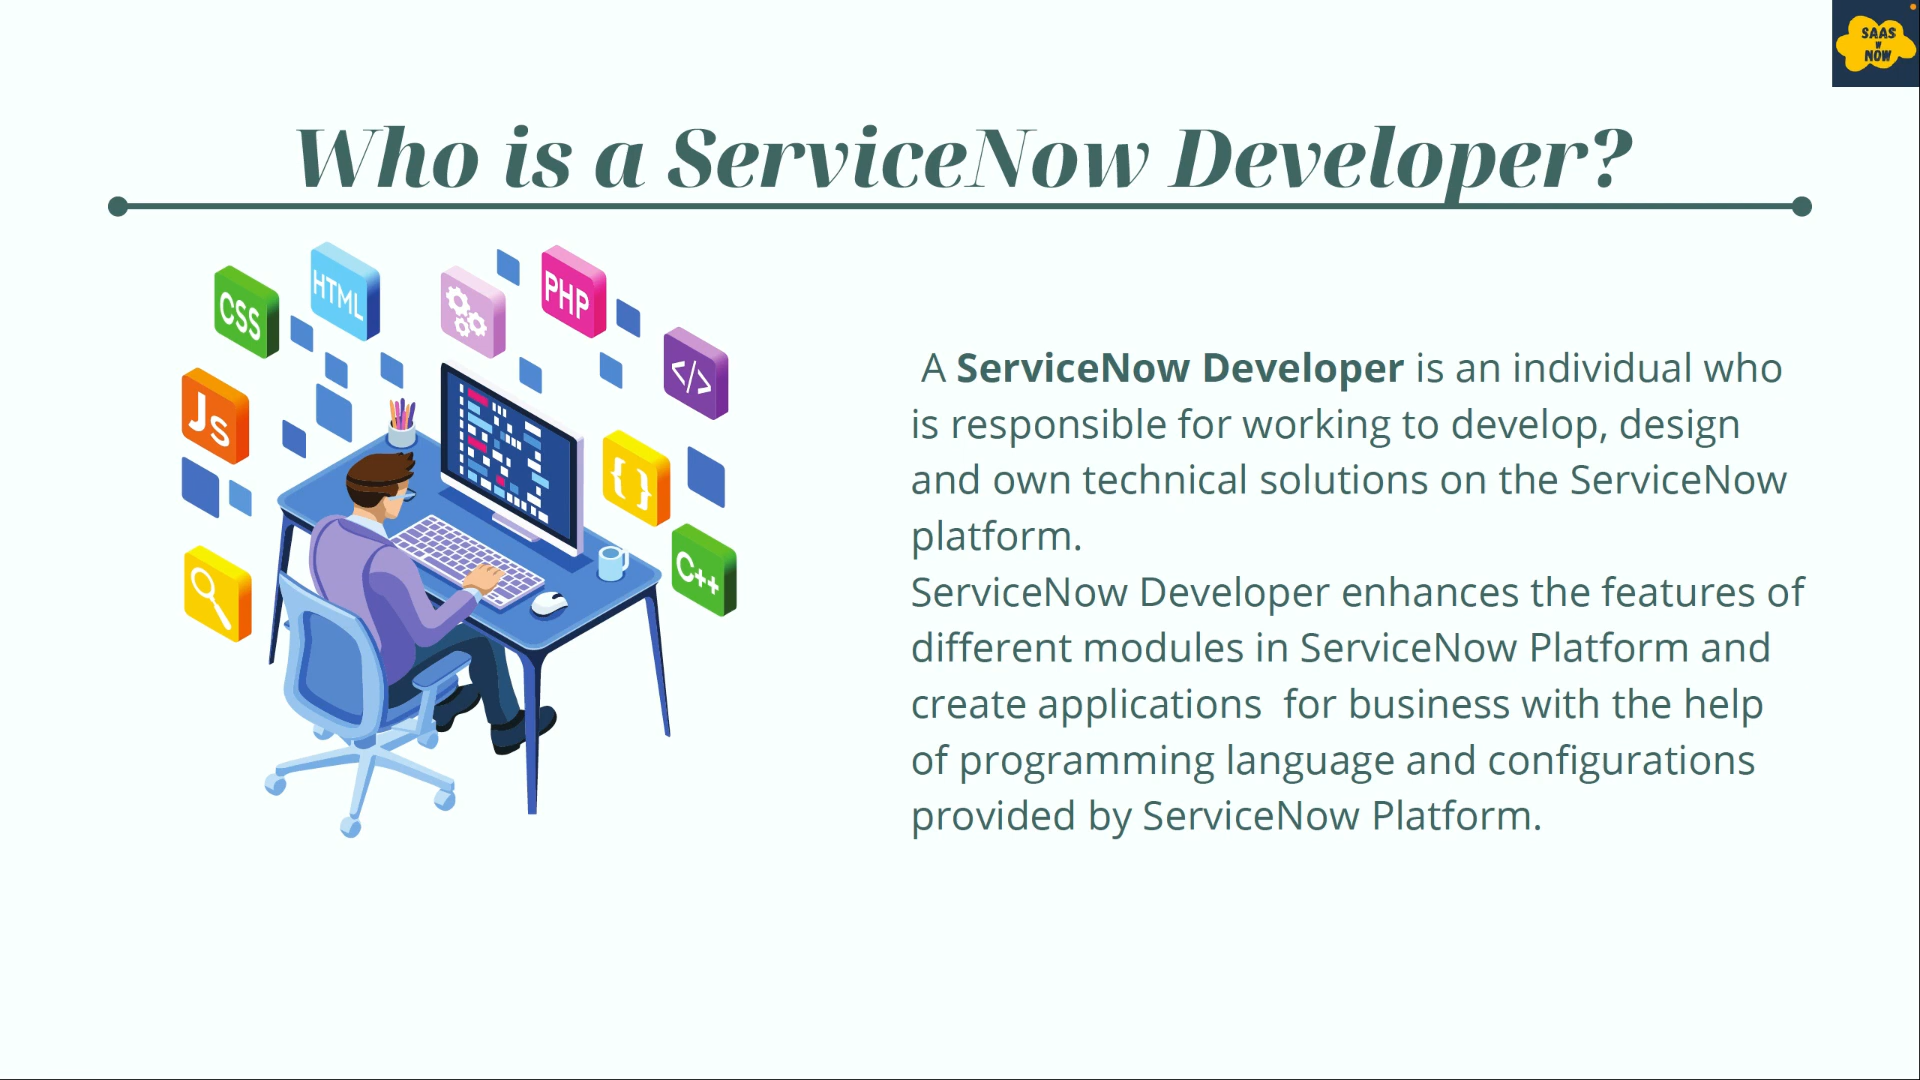 SAAS
W
NOW
Who is a ServiceNow Developer?
CSS
HTML
PHP
</>
Js
{ }
C++
A ServiceNow Developer is an individual who
is responsible for working to develop, design
and own technical solutions on the ServiceNow
platform.
ServiceNow Developer enhances the features of
different modules in ServiceNow Platform and
create applications  for business with the help
of programming language and configurations
provided by ServiceNow Platform.